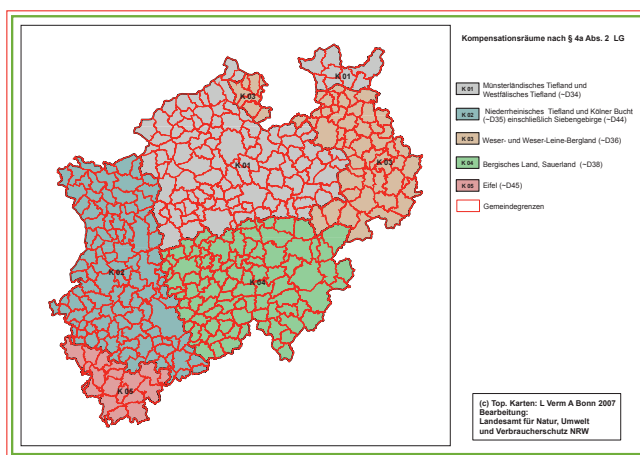 Kompensationsräume nach § 4a Abs. 2 LG
K 01
K 03
K 01
K 03
K 02
K 04
K 05
K 01 Münsterländisches Tiefland und
Westfälisches Tiefland (~D34)
K 02 Niederrheinisches Tiefland und Kölner Bucht
(~D35) einschließlich Siebengebirge (~D44)
K 03 Weser- und Weser-Leine-Bergland (~D36)
K 04 Bergisches Land, Sauerland (~D38)
K 05 Eifel (~D45)
Gemeindegrenzen
(c) Top. Karten: L Verm A Bonn 2007
Bearbeitung:
Landesamt für Natur, Umwelt
und Verbraucherschutz NRW